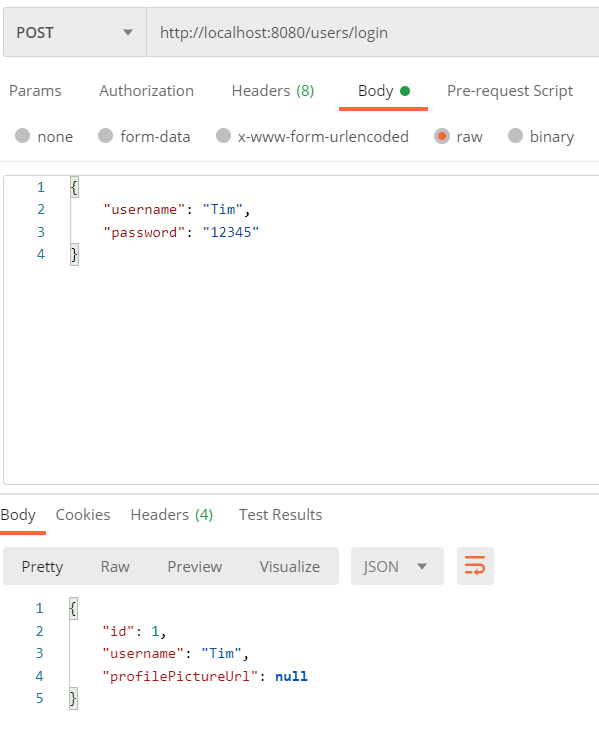 POST http://localhost:8080/users/login
Params Authorization Headers (8) Body Pre-request Script
none form-data x-www-form-urlencoded raw binary
1 {
2 "username": "Tim",
3 "password": "12345"
4 }
Body Cookies Headers (4) Test Results
Pretty Raw Preview Visualize JSON
1 {
2 "id": 1,
3 "username": "Tim",
4 "profilePictureUrl": null
5 }